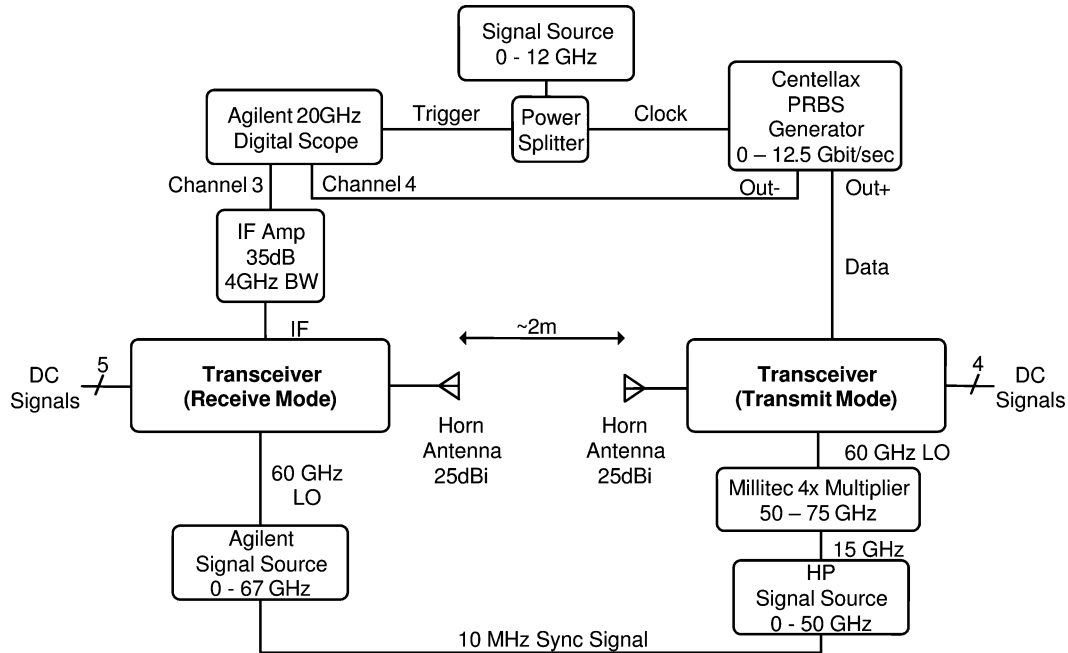 Signal Source
0 - 12 GHz
Agilent 20GHz
Digital Scope
Trigger
Power
Splitter
Clock
Centellax
PRBS
Generator
0 – 12.5 Gbit/sec
Channel 3
Channel 4
Out-
Out+
IF Amp
35dB
4GHz BW
Data
IF
~2m
DC
Signals
5
Transceiver
(Receive Mode)
Horn
Antenna
25dBi
Horn
Antenna
25dBi
Transceiver
(Transmit Mode)
4
DC
Signals
60 GHz
LO
60 GHz LO
Millitec 4x Multiplier
50 – 75 GHz
15 GHz
Agilent
Signal Source
0 - 67 GHz
HP
Signal Source
0 - 50 GHz
10 MHz Sync Signal